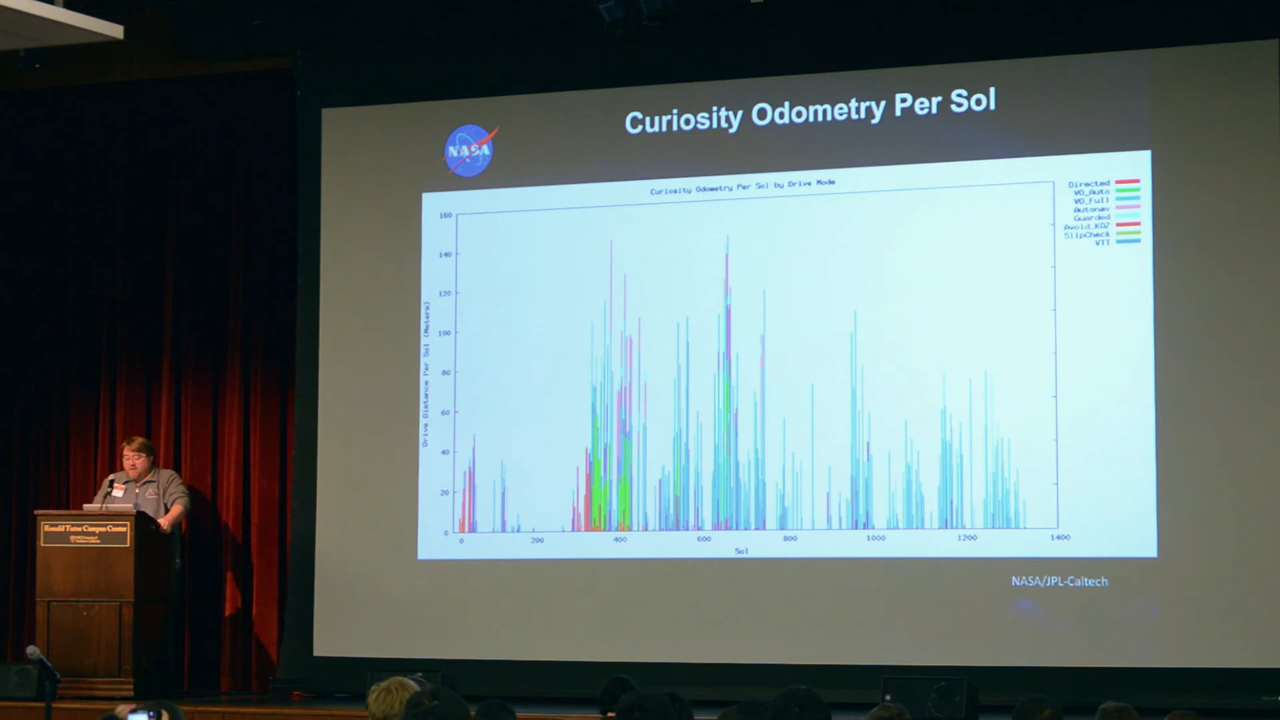 Curiosity Odometry Per Sol
NASA
Curiosity Odometry Per Sol by Drive Mode
Directed
VO_Auto
VO_Full
Autonav
Guarded
Avoid_KOZ
SlipCheck
VTT
160
140
120
100
80
60
40
20
0
Drive Distance Per Sol (Meters)
0 200 400 600 800 1000 1200 1400
Sol
NASA/JPL-Caltech
Ronald Tutor Campus Center